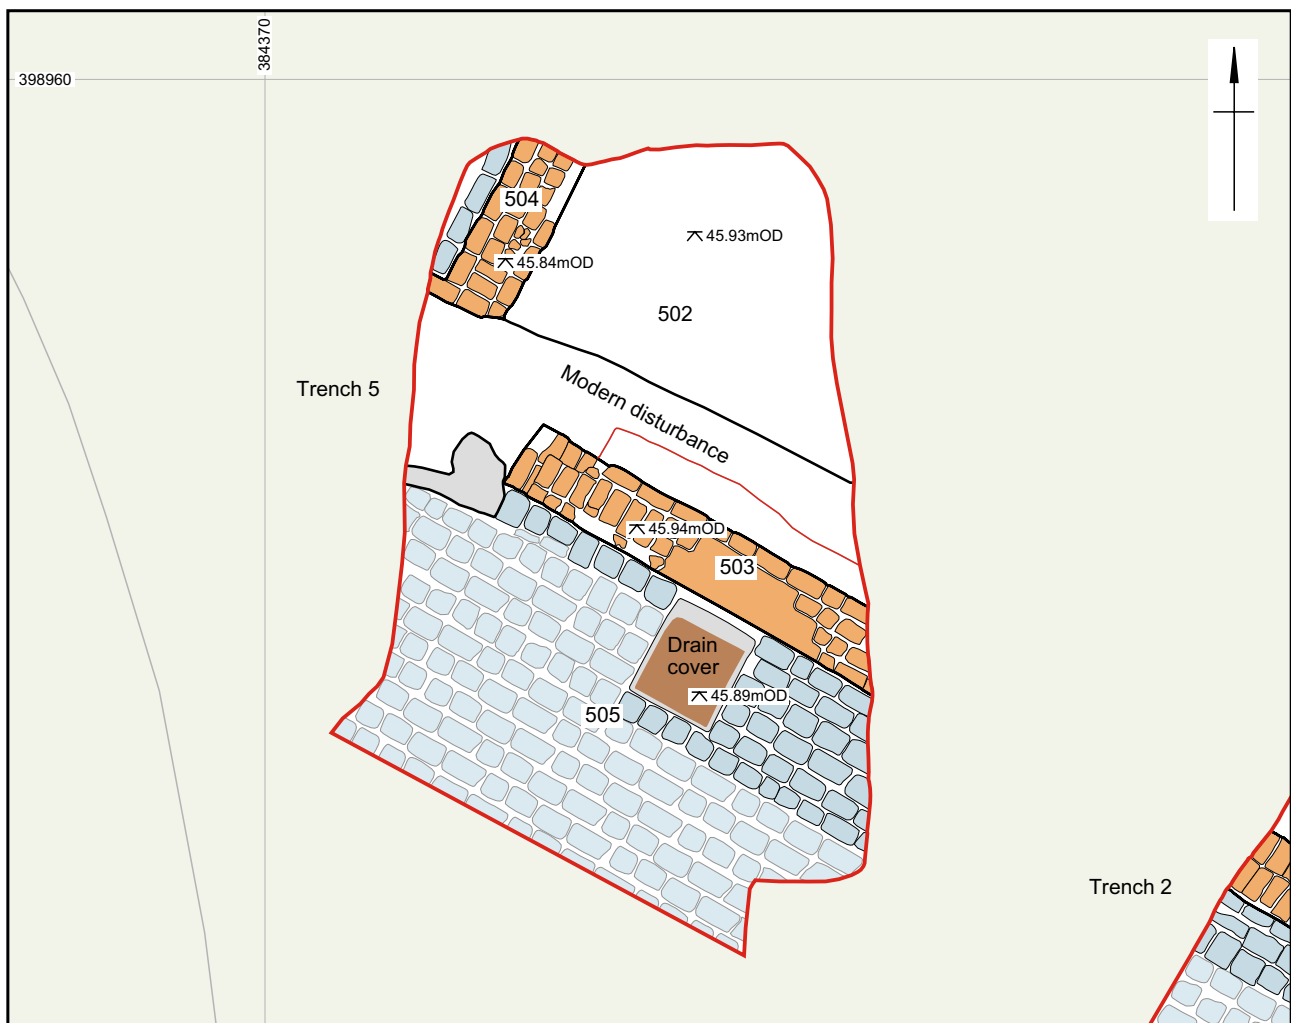 384370
398960
504
45.93mOD
45.84mOD
502
Trench 5
Modern disturbance
45.94mOD
503
Drain
cover
45.89mOD
505
Trench 2